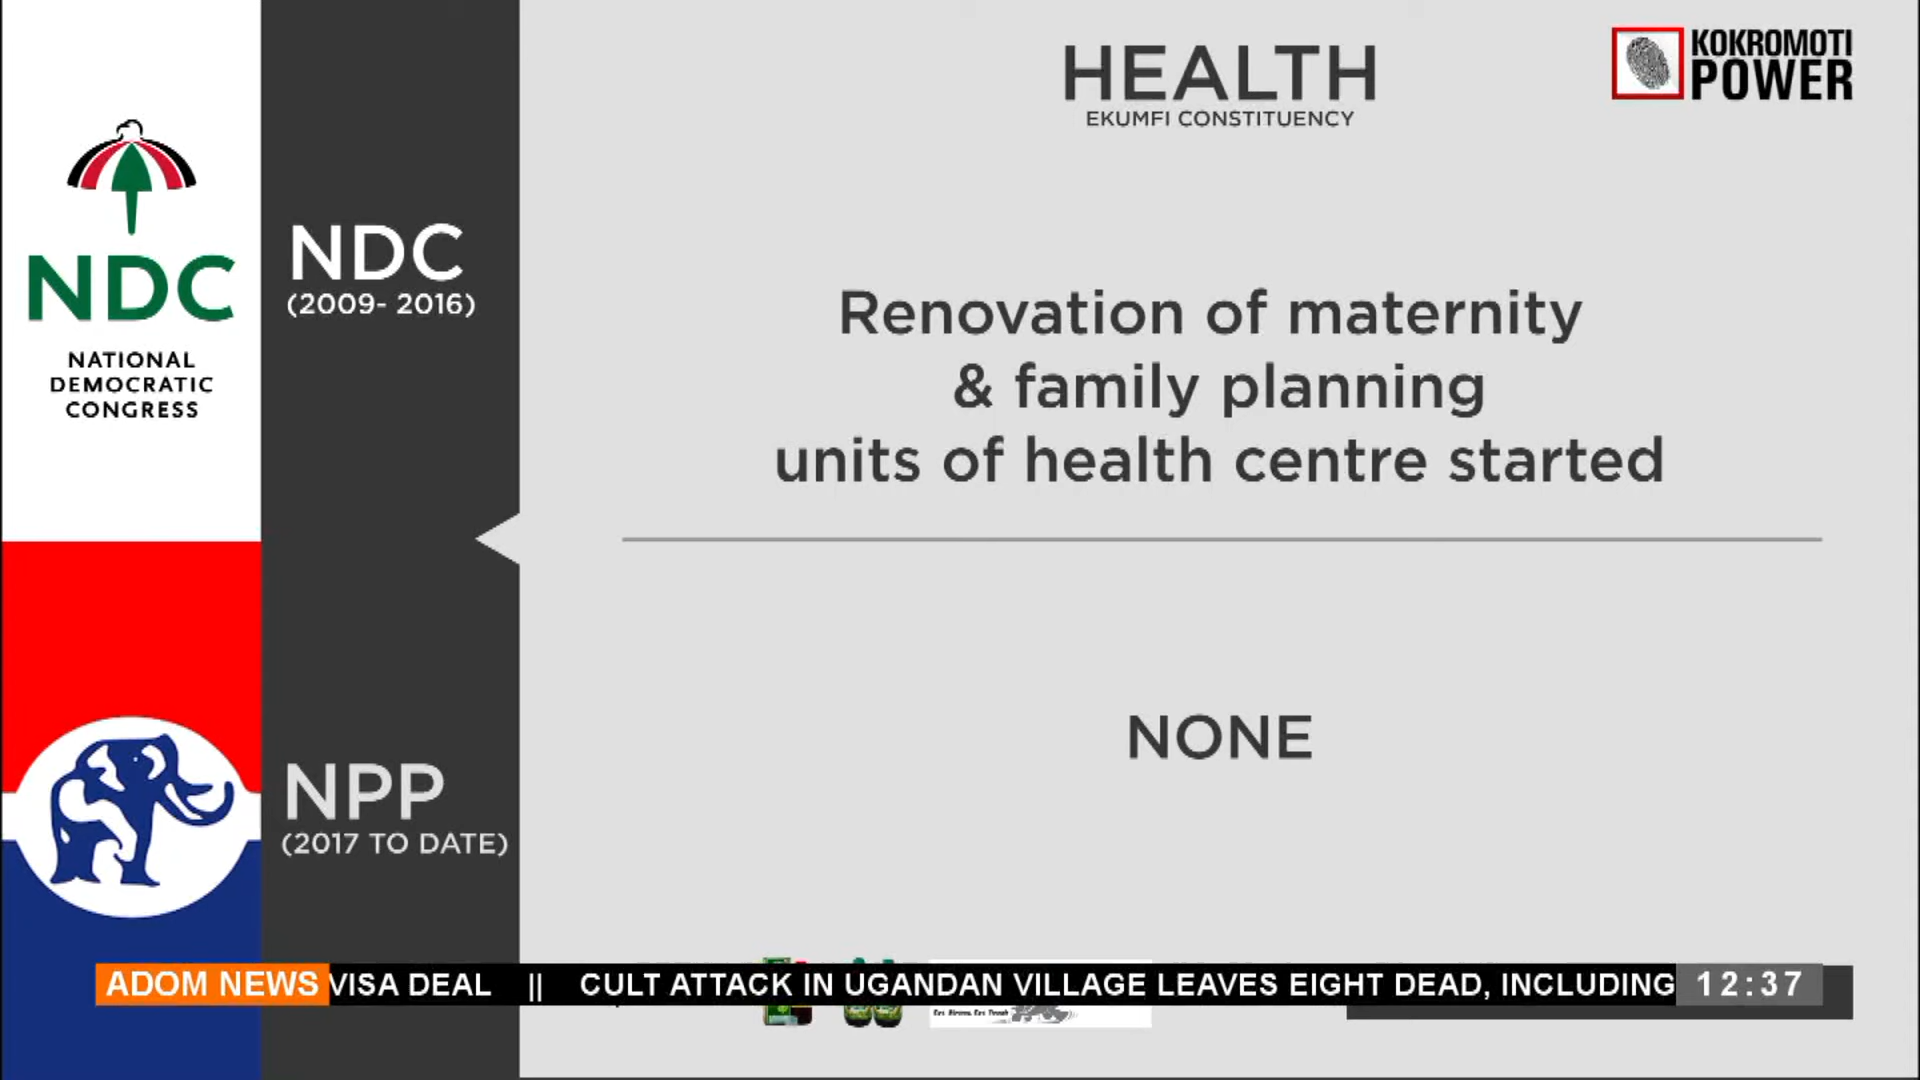 HEALTH
EKUMFI CONSTITUENCY
KOKROMOTI
POWER
NDC
NATIONAL
DEMOCRATIC
CONGRESS
NDC
(2009- 2016)
Renovation of maternity
& family planning
units of health centre started
NPP
(2017 TO DATE)
NONE
ADOM NEWS VISA DEAL || CULT ATTACK IN UGANDAN VILLAGE LEAVES EIGHT DEAD, INCLUDING 12:37